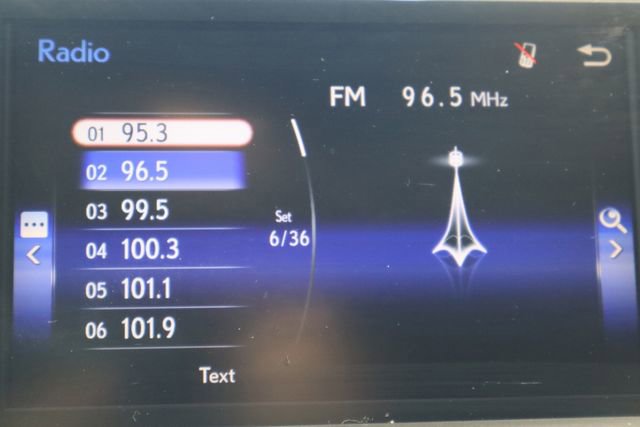 Radio
FM 96.5 MHz
01 95.3
02 96.5
03 99.5
04 100.3
05 101.1
06 101.9
Set
6/36
Text